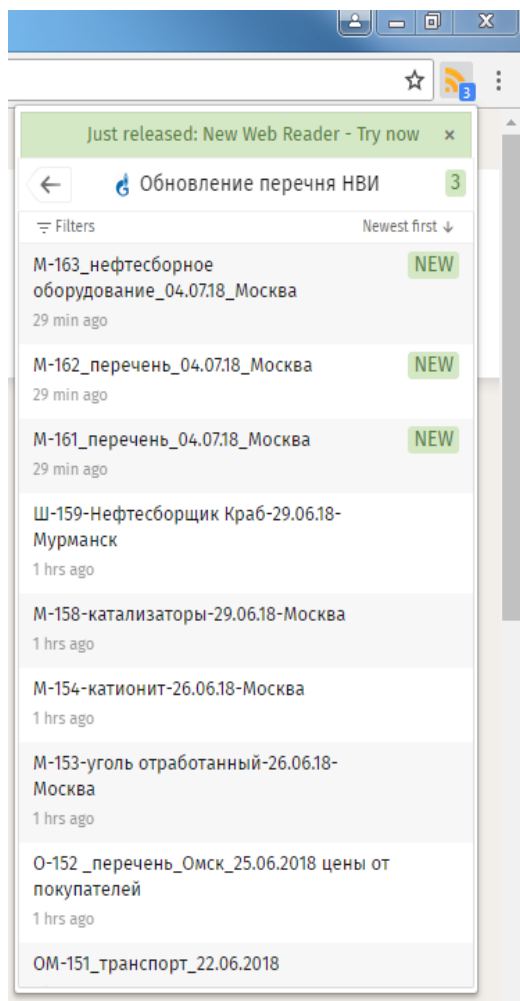 3
Just released: New Web Reader - Try now ×
Обновление перечня НВИ 3
Filters Newest first ↓
М-163_нефтесборное NEW
оборудование_04.07.18_Москва
29 min ago
М-162_перечень_04.07.18_Москва NEW
29 min ago
М-161_перечень_04.07.18_Москва NEW
29 min ago
Ш-159-Нефтесборщик Краб-29.06.18-
Мурманск
1 hrs ago
М-158-катализаторы-29.06.18-Москва
1 hrs ago
М-154-катионит-26.06.18-Москва
1 hrs ago
М-153-уголь отработанный-26.06.18-
Москва
1 hrs ago
О-152 _перечень_Омск_25.06.2018 цены от
покупателей
1 hrs ago
ОМ-151_транспорт_22.06.2018